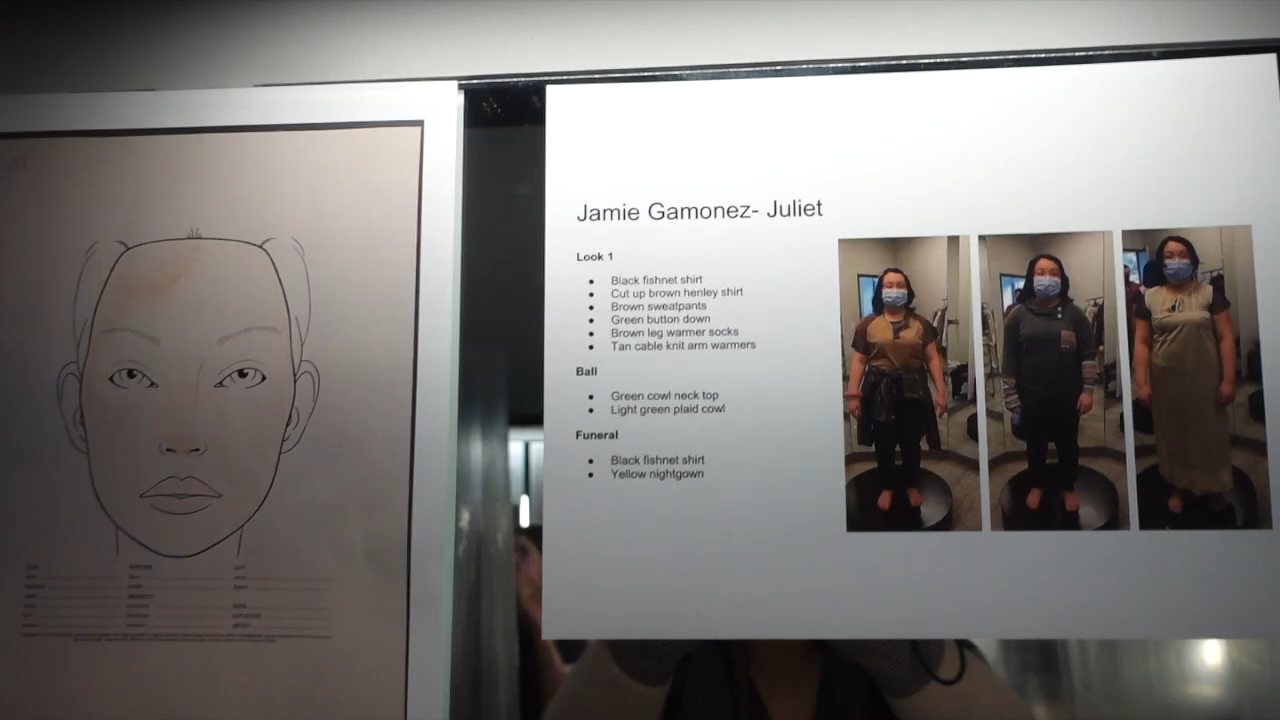 Jamie Gamonez- Juliet
Look 1
● Black fishnet shirt
● Cut up brown henley shirt
● Brown sweatpants
● Green button down
● Brown leg warmer socks
● Tan cable knit arm warmers
Ball
● Green cowl neck top
● Light green plaid cowl
Funeral
● Black fishnet shirt
● Yellow nightgown